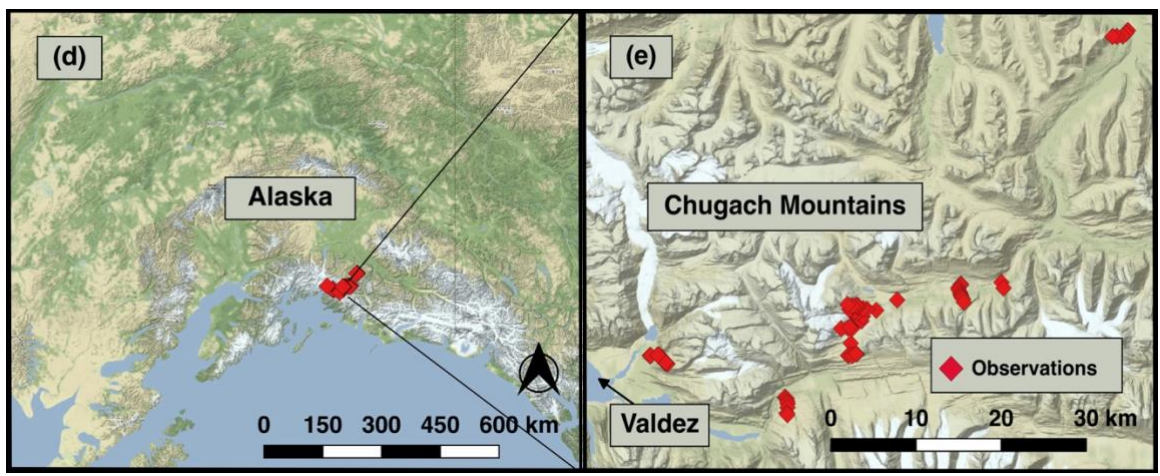 (d)
Alaska
0 150 300 450 600 km
(e)
Chugach Mountains
Observations
Valdez
0 10 20 30 km